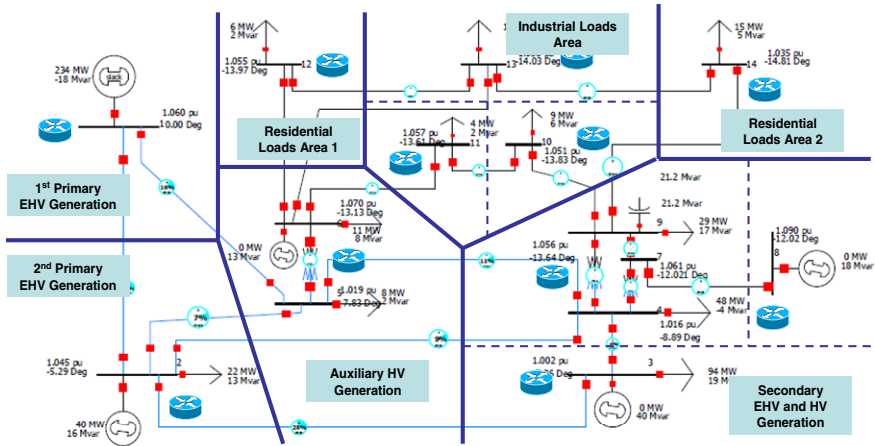 6 MW
2 Mvar
1.055 pu
-13.97 Deg
12
Industrial Loads
Area
13
-14.03 Deg
15 MW
5 Mvar
1.035 pu
-14.81 Deg
14
234 MW
-18 Mvar
slack
1.060 pu
Residential
Loads Area 1
4 MW
2 Mvar
1.057 pu
-13.61 Deg
11
9 MW
6 Mvar
10
1.051 pu
-13.83 Deg
Residential
Loads Area 2
1st Primary
EHV Generation
1.070 pu
-13.13 Deg
11 MW
8 Mvar
0 MW
13 Mvar
21.2 Mvar
21.2 Mvar
9
29 MW
17 Mvar
1.056 pu
-13.64 Deg
7
1.061 pu
-12.021 Deg
1.090 pu
-12.02 Deg
8
0 MW
18 Mvar
2nd Primary
EHV Generation
1.019 pu
-7.83 Deg
5
8 MW
2 Mvar
11%
7%
9%
48 MW
-4 Mvar
4
1.016 pu
-8.89 Deg
1.045 pu
-5.29 Deg
2
22 MW
13 Mvar
40 MW
16 Mvar
Auxiliary HV
Generation
1.002 pu
3
94 MW
0 MW
40 Mvar
Secondary
EHV and HV
Generation